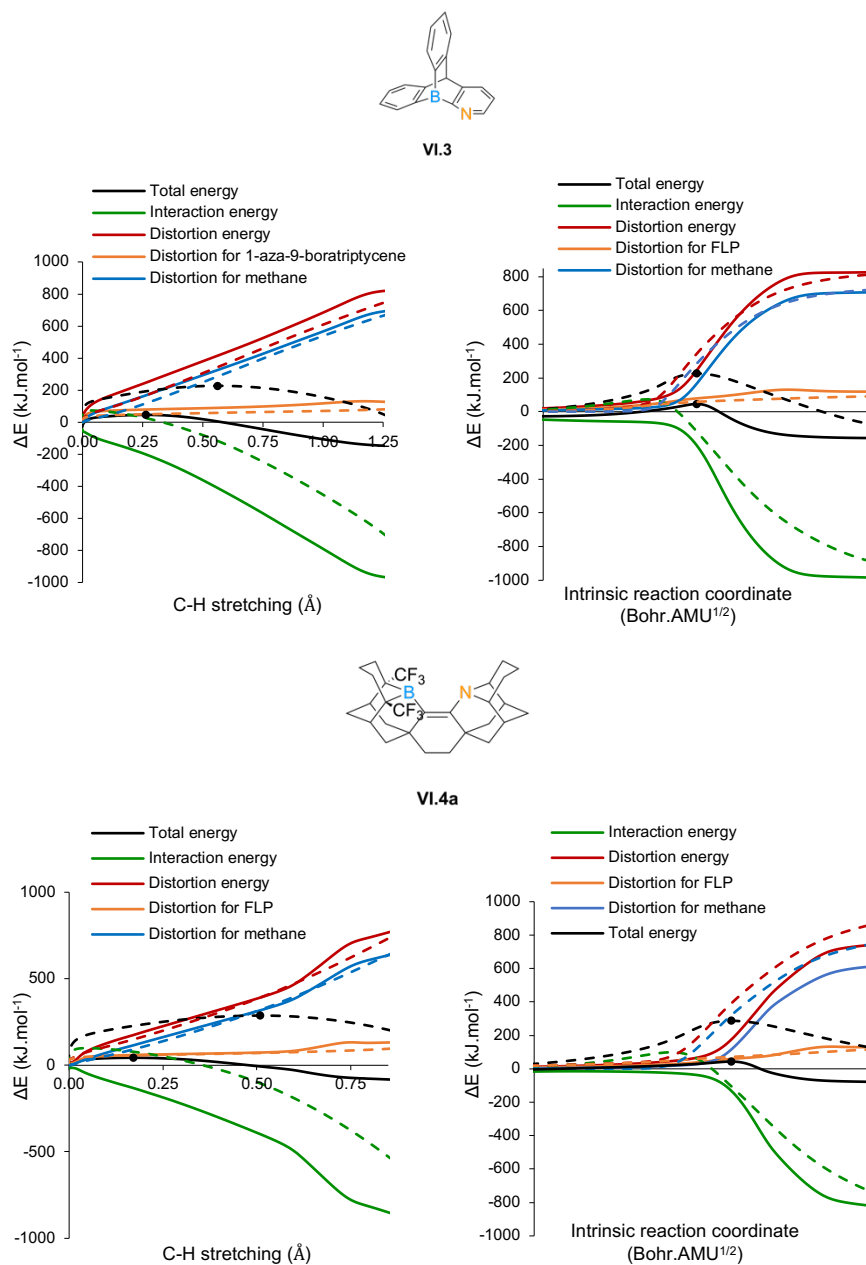 B
N
VI.3
Total energy
Interaction energy
Distortion energy
Distortion for 1-aza-9-boratriptycene
Distortion for methane
1000
800
600
400
200
0
-200
-400
-600
-800
-1000
0.00
0.25
0.50
0.75
1.00
1.25
ΔE (kJ.mol-1)
C-H stretching (Å)
Total energy
Interaction energy
Distortion energy
Distortion for FLP
Distortion for methane
800
600
400
200
0
-200
-400
-600
-800
-1000
ΔE (kJ.mol-1)
Intrinsic reaction coordinate
(Bohr.AMU1/2)
CF3
B
N
CF3
VI.4a
Total energy
Interaction energy
Distortion energy
Distortion for FLP
Distortion for methane
1000
500
0
-500
-1000
0.00
0.25
0.50
0.75
ΔE (kJ.mol-1)
C-H stretching (Å)
Interaction energy
Distortion energy
Distortion for FLP
Distortion for methane
Total energy
1000
800
600
400
200
0
-200
-400
-600
-800
-1000
ΔE (kJ.mol-1)
Intrinsic reaction coordinate
(Bohr.AMU1/2)